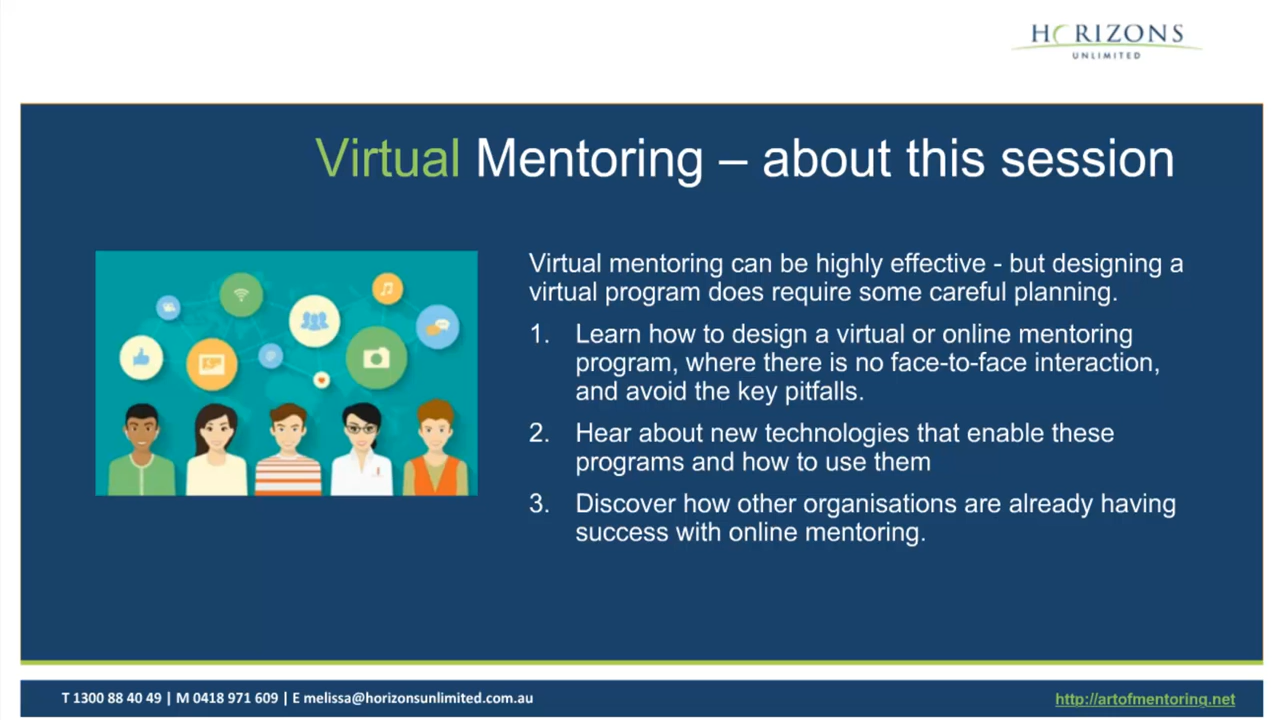 HORIZONS
UNLIMITED
Virtual Mentoring – about this session
Virtual mentoring can be highly effective - but designing a
virtual program does require some careful planning.
1. Learn how to design a virtual or online mentoring
program, where there is no face-to-face interaction,
and avoid the key pitfalls.
2. Hear about new technologies that enable these
programs and how to use them
3. Discover how other organisations are already having
success with online mentoring.
T 1300 88 40 49 | M 0418 971 609 | E melissa@horizonsunlimited.com.au
http://artofmentoring.net